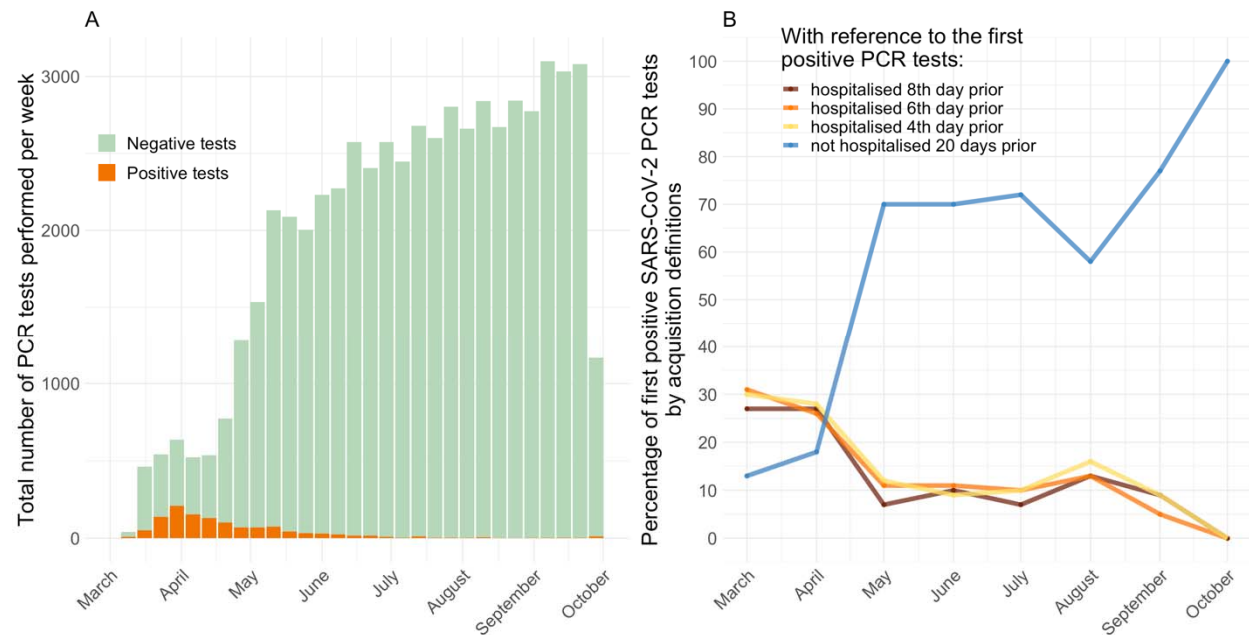 A
Total number of PCR tests performed per week
3000
2000
1000
0
Negative tests
Positive tests
March
April
May
June
July
August
September
October
B
Percentage of first positive SARS-CoV-2 PCR tests
by acquisition definitions
With reference to the first
positive PCR tests:
hospitalised 8th day prior
hospitalised 6th day prior
hospitalised 4th day prior
not hospitalised 20 days prior
100
90
80
70
60
50
40
30
20
10
0
March
April
May
June
July
August
September
October